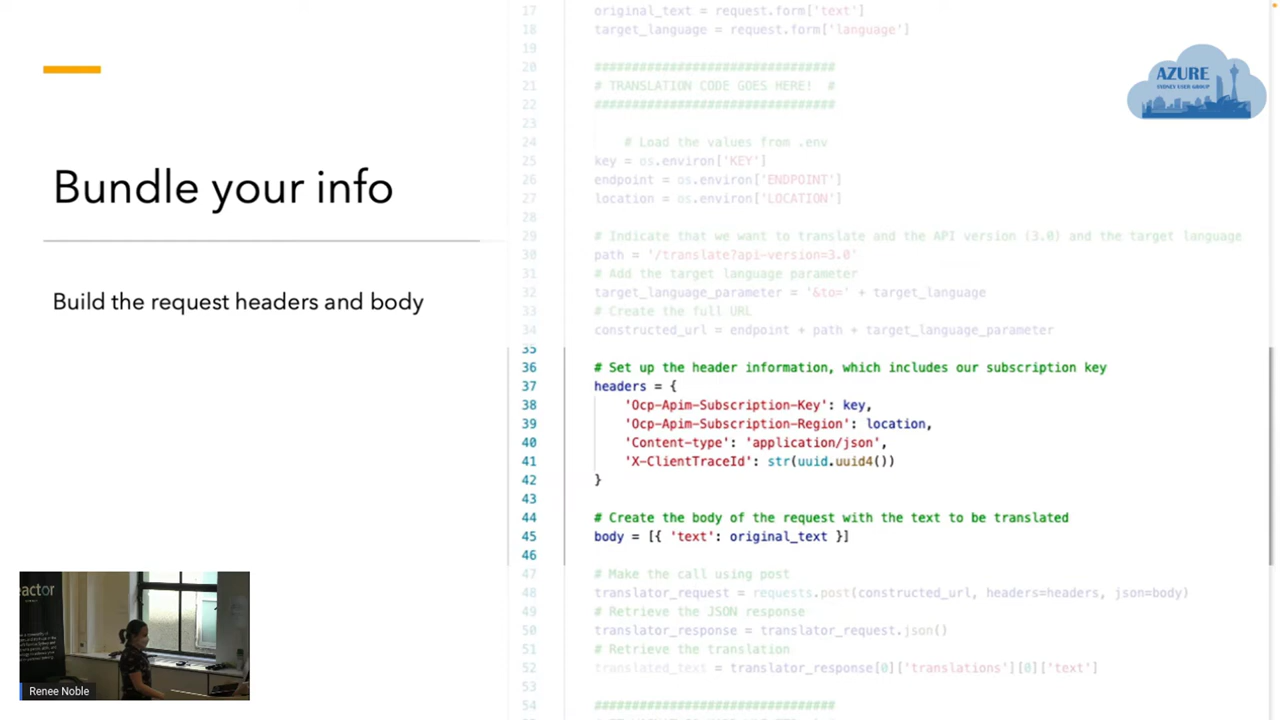 Bundle your info
Build the request headers and body
17 original_text = request.form['text']
18 target_language = request.form['language']
19
20 ################################
21 # TRANSLATION CODE GOES HERE! #
22 ################################
23
24 # Load the values from .env
25 key = os.environ['KEY']
26 endpoint = os.environ['ENDPOINT']
27 location = os.environ['LOCATION']
28
29 # Indicate that we want to translate and the API version (3.0) and the target language
30 path = '/translate?api-version=3.0'
31 # Add the target language parameter
32 target_language_parameter = '&to=' + target_language
33 # Create the full URL
34 constructed_url = endpoint + path + target_language_parameter
35
36 # Set up the header information, which includes our subscription key
37 headers = {
38 'Ocp-Apim-Subscription-Key': key,
39 'Ocp-Apim-Subscription-Region': location,
40 'Content-type': 'application/json',
41 'X-ClientTraceId': str(uuid.uuid4())
42 }
43
44 # Create the body of the request with the text to be translated
45 body = [{ 'text': original_text }]
46
47 # Make the call using post
48 translator_request = requests.post(constructed_url, headers=headers, json=body)
49 # Retrieve the JSON response
50 translator_response = translator_request.json()
51 # Retrieve the translation
52 translated_text = translator_response[0]['translations'][0]['text']
53
54 ################################
AZURE
SYDNEY USER GROUP
eactor
Renee Noble